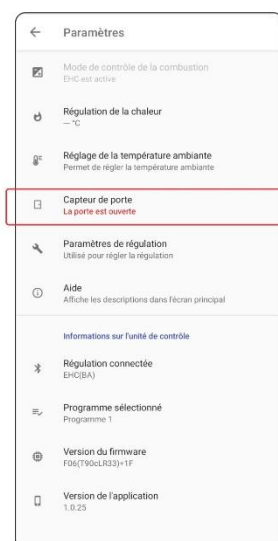 Paramètres
Mode de contrôle de la combustion
EHC est active
Régulation de la chaleur
-- °C
Réglage de la température ambiante
Permet de régler la température ambiante
Capteur de porte
La porte est ouverte
Paramètres de régulation
Utilisé pour régler la régulation
Aide
Affiche les descriptions dans l'écran principal
Informations sur l'unité de contrôle
Régulation connectée
EHC(BA)
Programme sélectionné
Programme 1
Version du firmware
F06(T90cLR33)÷1F
Version de l'application
1.0.25